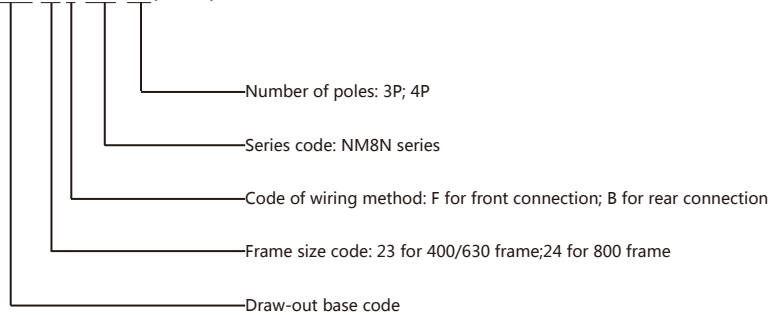 Number of poles: 3P; 4P
Series code: NM8N series
Code of wiring method: F for front connection; B for rear connection
Frame size code: 23 for 400/630 frame;24 for 800 frame
Draw-out base code